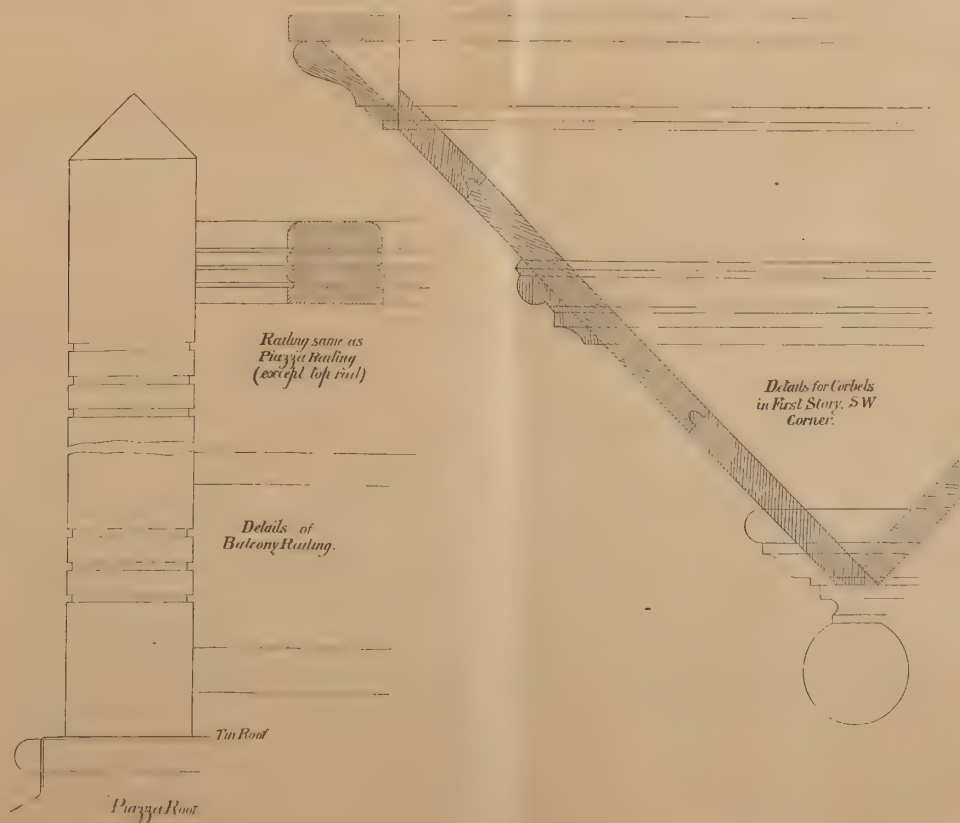 Railing same as
Piazza Railing
(except top rail)
Details for Corbels
in First Story, S W
Corner.
Details of
Balcony Railing.
Tin Roof
Piazza Roof